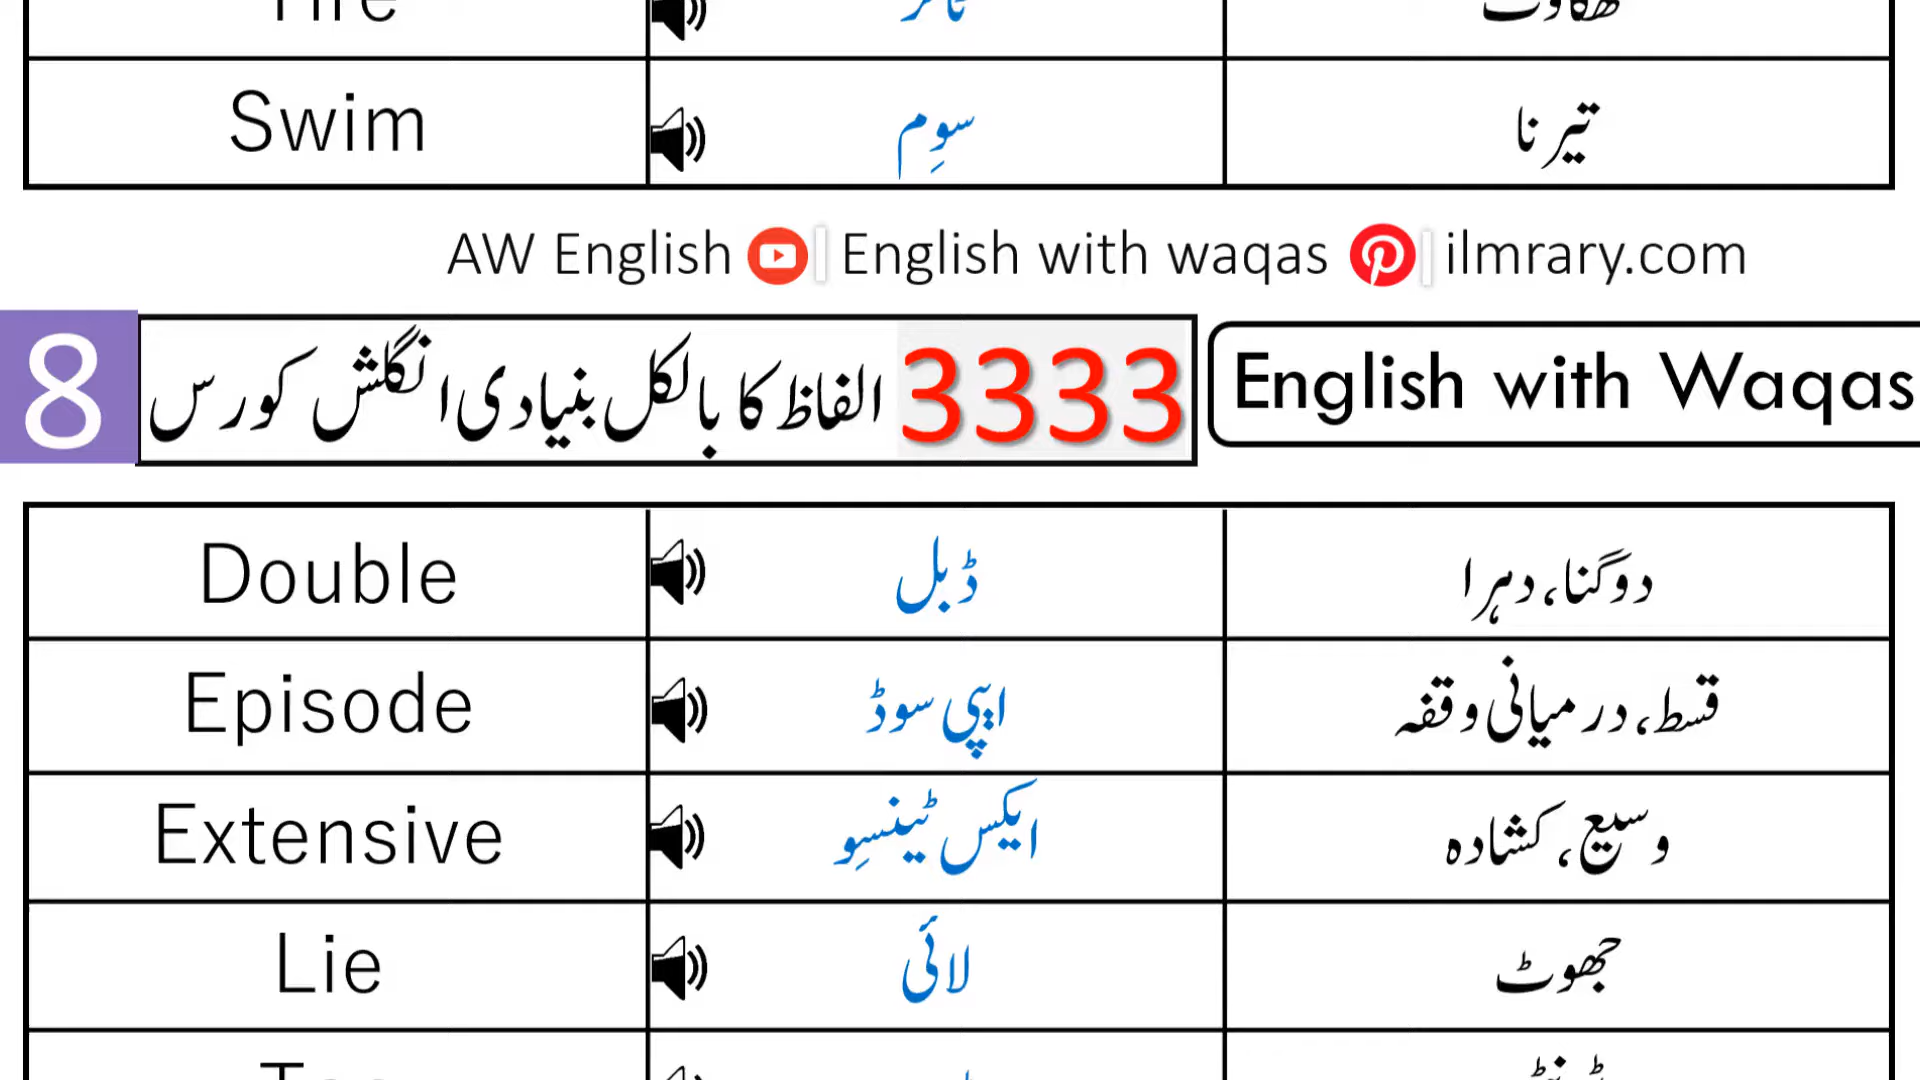 Swim سوِم تیرنا
AW English | English with waqas | ilmrary.com
8 3333 الفاظ کا بالکل بنیادی انگلش کورس English with Waqas
Double ڈبل دوگنا، دہرا
Episode ایپی سوڈ قسط، درمیانی وقفہ
Extensive ایکس ٹینسِو وسیع، کشادہ
Lie لائی جھوٹ